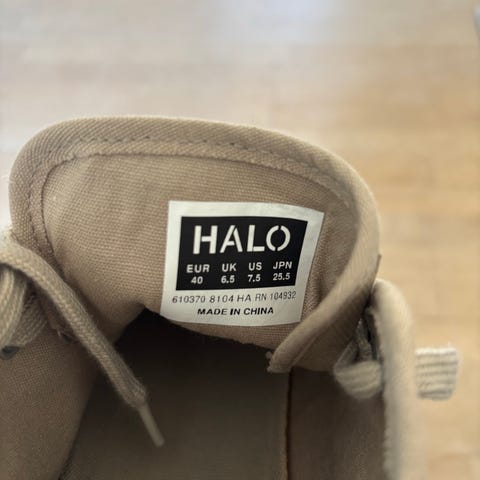 HALO
EUR UK US JPN
40 6.5 7.5 25.5
610370 8104 HA RN 104932
MADE IN CHINA